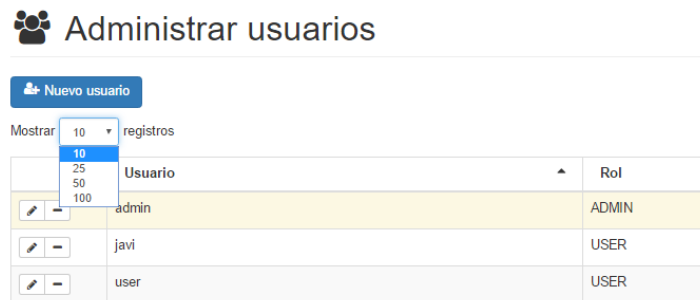 Administrar usuarios
Nuevo usuario
Mostrar 10 registros
10
25
50
100
Usuario Rol
admin ADMIN
javi USER
user USER